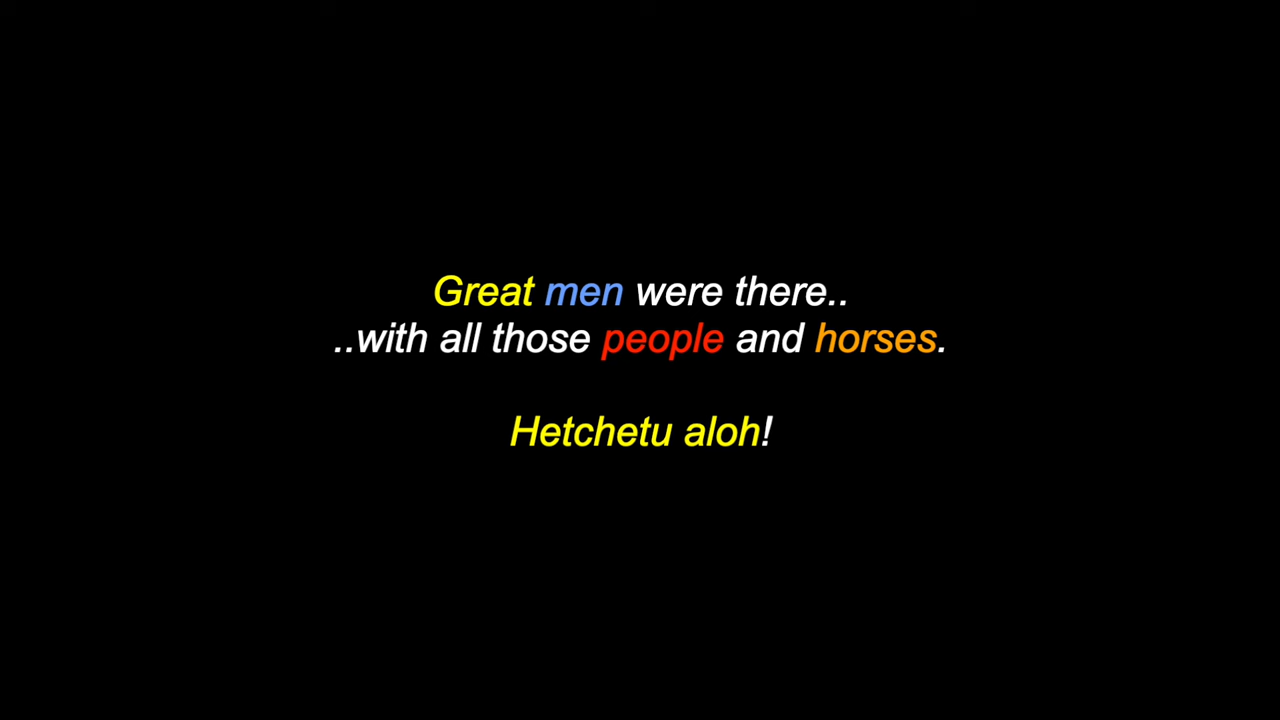 Great men were there..
..with all those people and horses.
Hetchetu aloh!